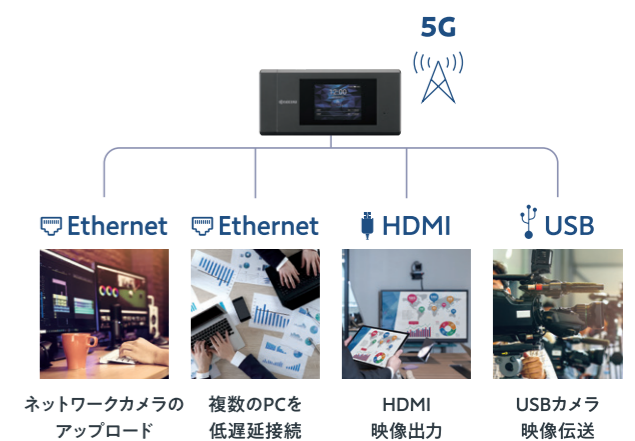 5G
Ethernet
Ethernet
HDMI
USB
ネットワークカメラの
アップロード
複数のPCを
低遅延接続
HDMI
映像出力
USBカメラ
映像伝送